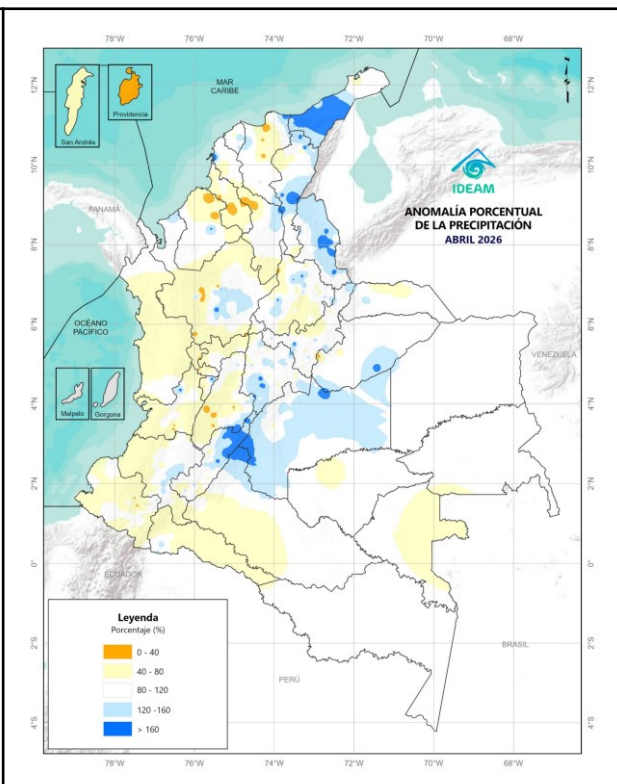 78°W
76°W
74°W
72°W
70°W
68°W
12°N
10°N
8°N
6°N
4°N
2°N
0°
2°S
4°S
San Andrés
Providencia
MAR
CARIBE
IDEAM
ANOMALÍA PORCENTUAL
DE LA PRECIPITACIÓN
ABRIL 2026
PANAMÁ
OCÉANO
PACÍFICO
VENEZUELA
Malpelo
Gorgona
ECUADOR
BRASIL
PERÚ
Leyenda
Porcentaje (%)
0 - 40
40 - 80
80 - 120
120 -160
> 160
12°N
10°N
8°N
6°N
4°N
2°N
0°
2°S
4°S
78°W
76°W
74°W
72°W
70°W
68°W